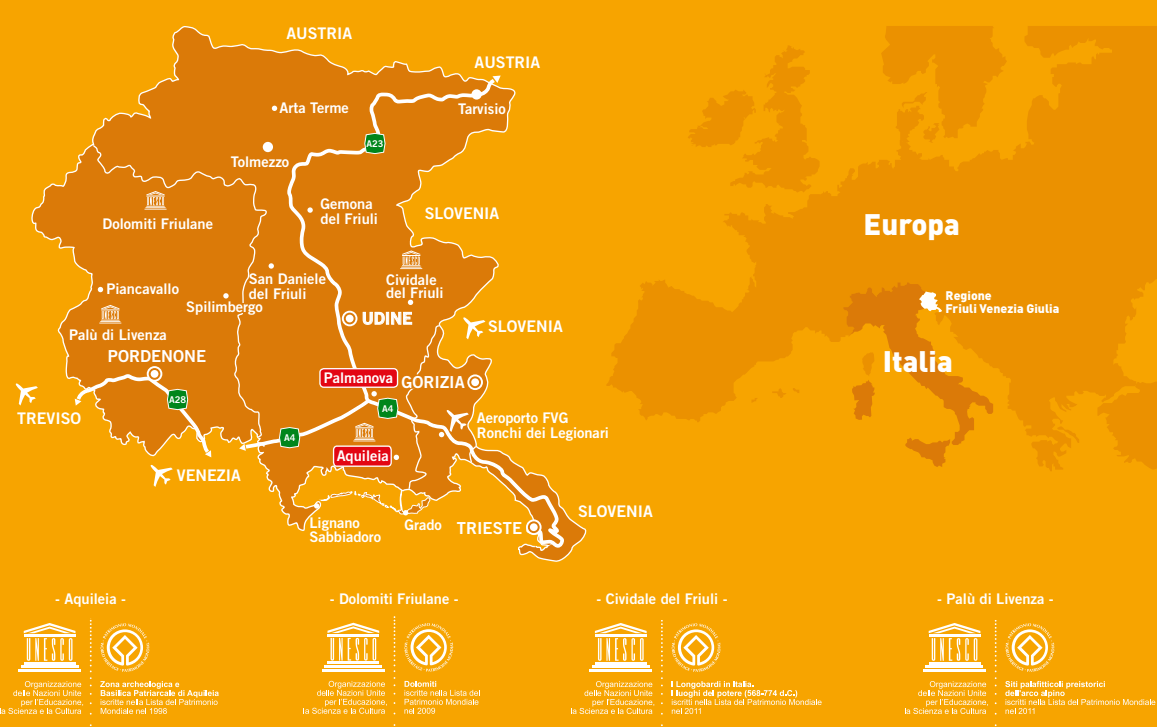 AUSTRIA
AUSTRIA
Arta Terme
Tarvisio
A23
Tolmezzo
Gemona
del Friuli
SLOVENIA
UNESCO
Dolomiti Friulane
UNESCO
Cividale
del Friuli
San Daniele
del Friuli
Piancavallo
Spilimbergo
UNESCO
Palù di Livenza
UDINE
SLOVENIA
PORDENONE
Palmanova
GORIZIA
A28
A4
TREVISO
Aeroporto FVG
Ronchi dei Legionari
A4
UNESCO
Aquileia
VENEZIA
Lignano
Sabbiadoro
Grado
TRIESTE
SLOVENIA
Europa
Regione
Friuli Venezia Giulia
Italia
- Aquileia -
UNESCO
Organizzazione
delle Nazioni Unite
per l'Educazione,
la Scienza e la Cultura
Zona archeologica e
Basilica Patriarcale di Aquileia
iscritte nella Lista del Patrimonio
Mondiale nel 1998
- Dolomiti Friulane -
UNESCO
Organizzazione
delle Nazioni Unite
per l'Educazione,
la Scienza e la Cultura
Dolomiti
iscritte nella Lista del
Patrimonio Mondiale
nel 2009
- Cividale del Friuli -
UNESCO
Organizzazione
delle Nazioni Unite
per l'Educazione,
la Scienza e la Cultura
I Longobardi in Italia.
I luoghi del potere (568-774 d.C.)
iscritti nella Lista del Patrimonio Mondiale
nel 2011
- Palù di Livenza -
UNESCO
Organizzazione
delle Nazioni Unite
per l'Educazione,
la Scienza e la Cultura
Siti palafitticoli preistorici
dell'arco alpino
iscritti nella Lista del Patrimonio Mondiale
nel 2011